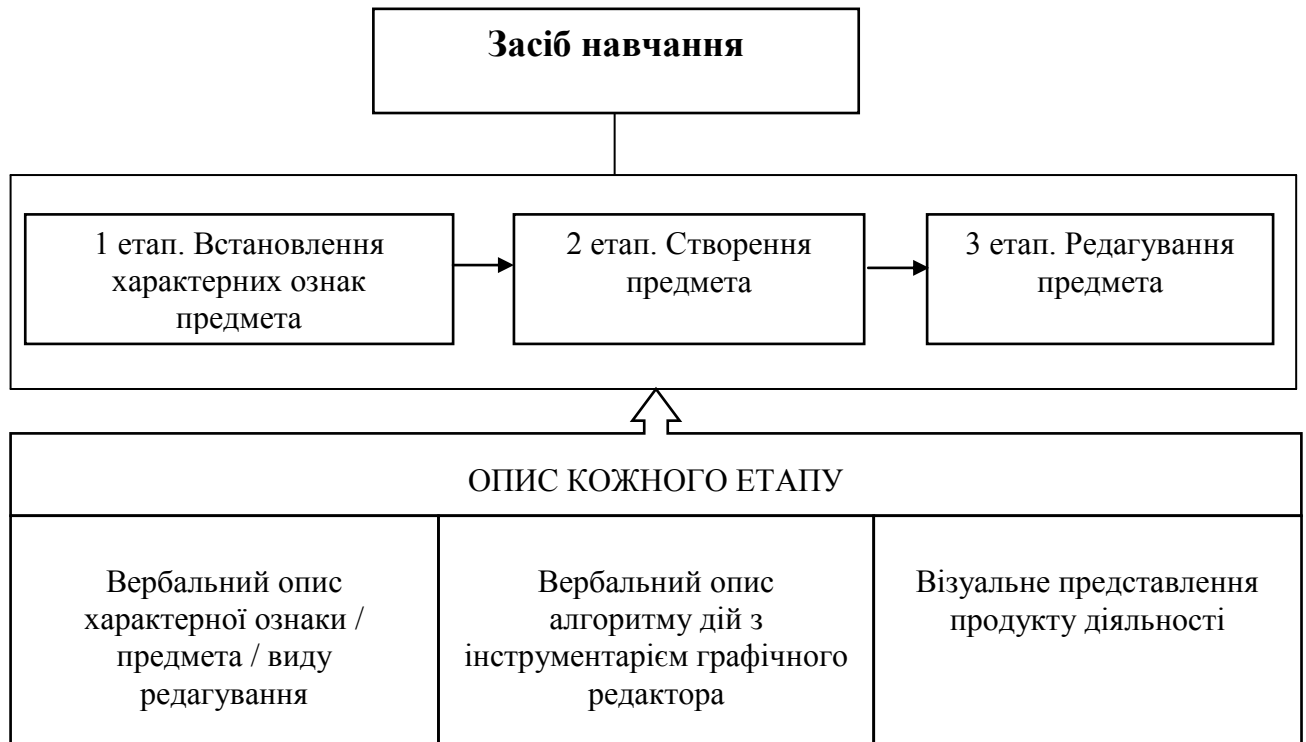 Засіб навчання
1 етап. Встановлення
характерних ознак
предмета
2 етап. Створення
предмета
3 етап. Редагування
предмета
ОПИС КОЖНОГО ЕТАПУ
Вербальний опис
характерної ознаки /
предмета / виду
редагування
Вербальний опис
алгоритму дій з
інструментарієм графічного
редактора
Візуальне представлення
продукту діяльності